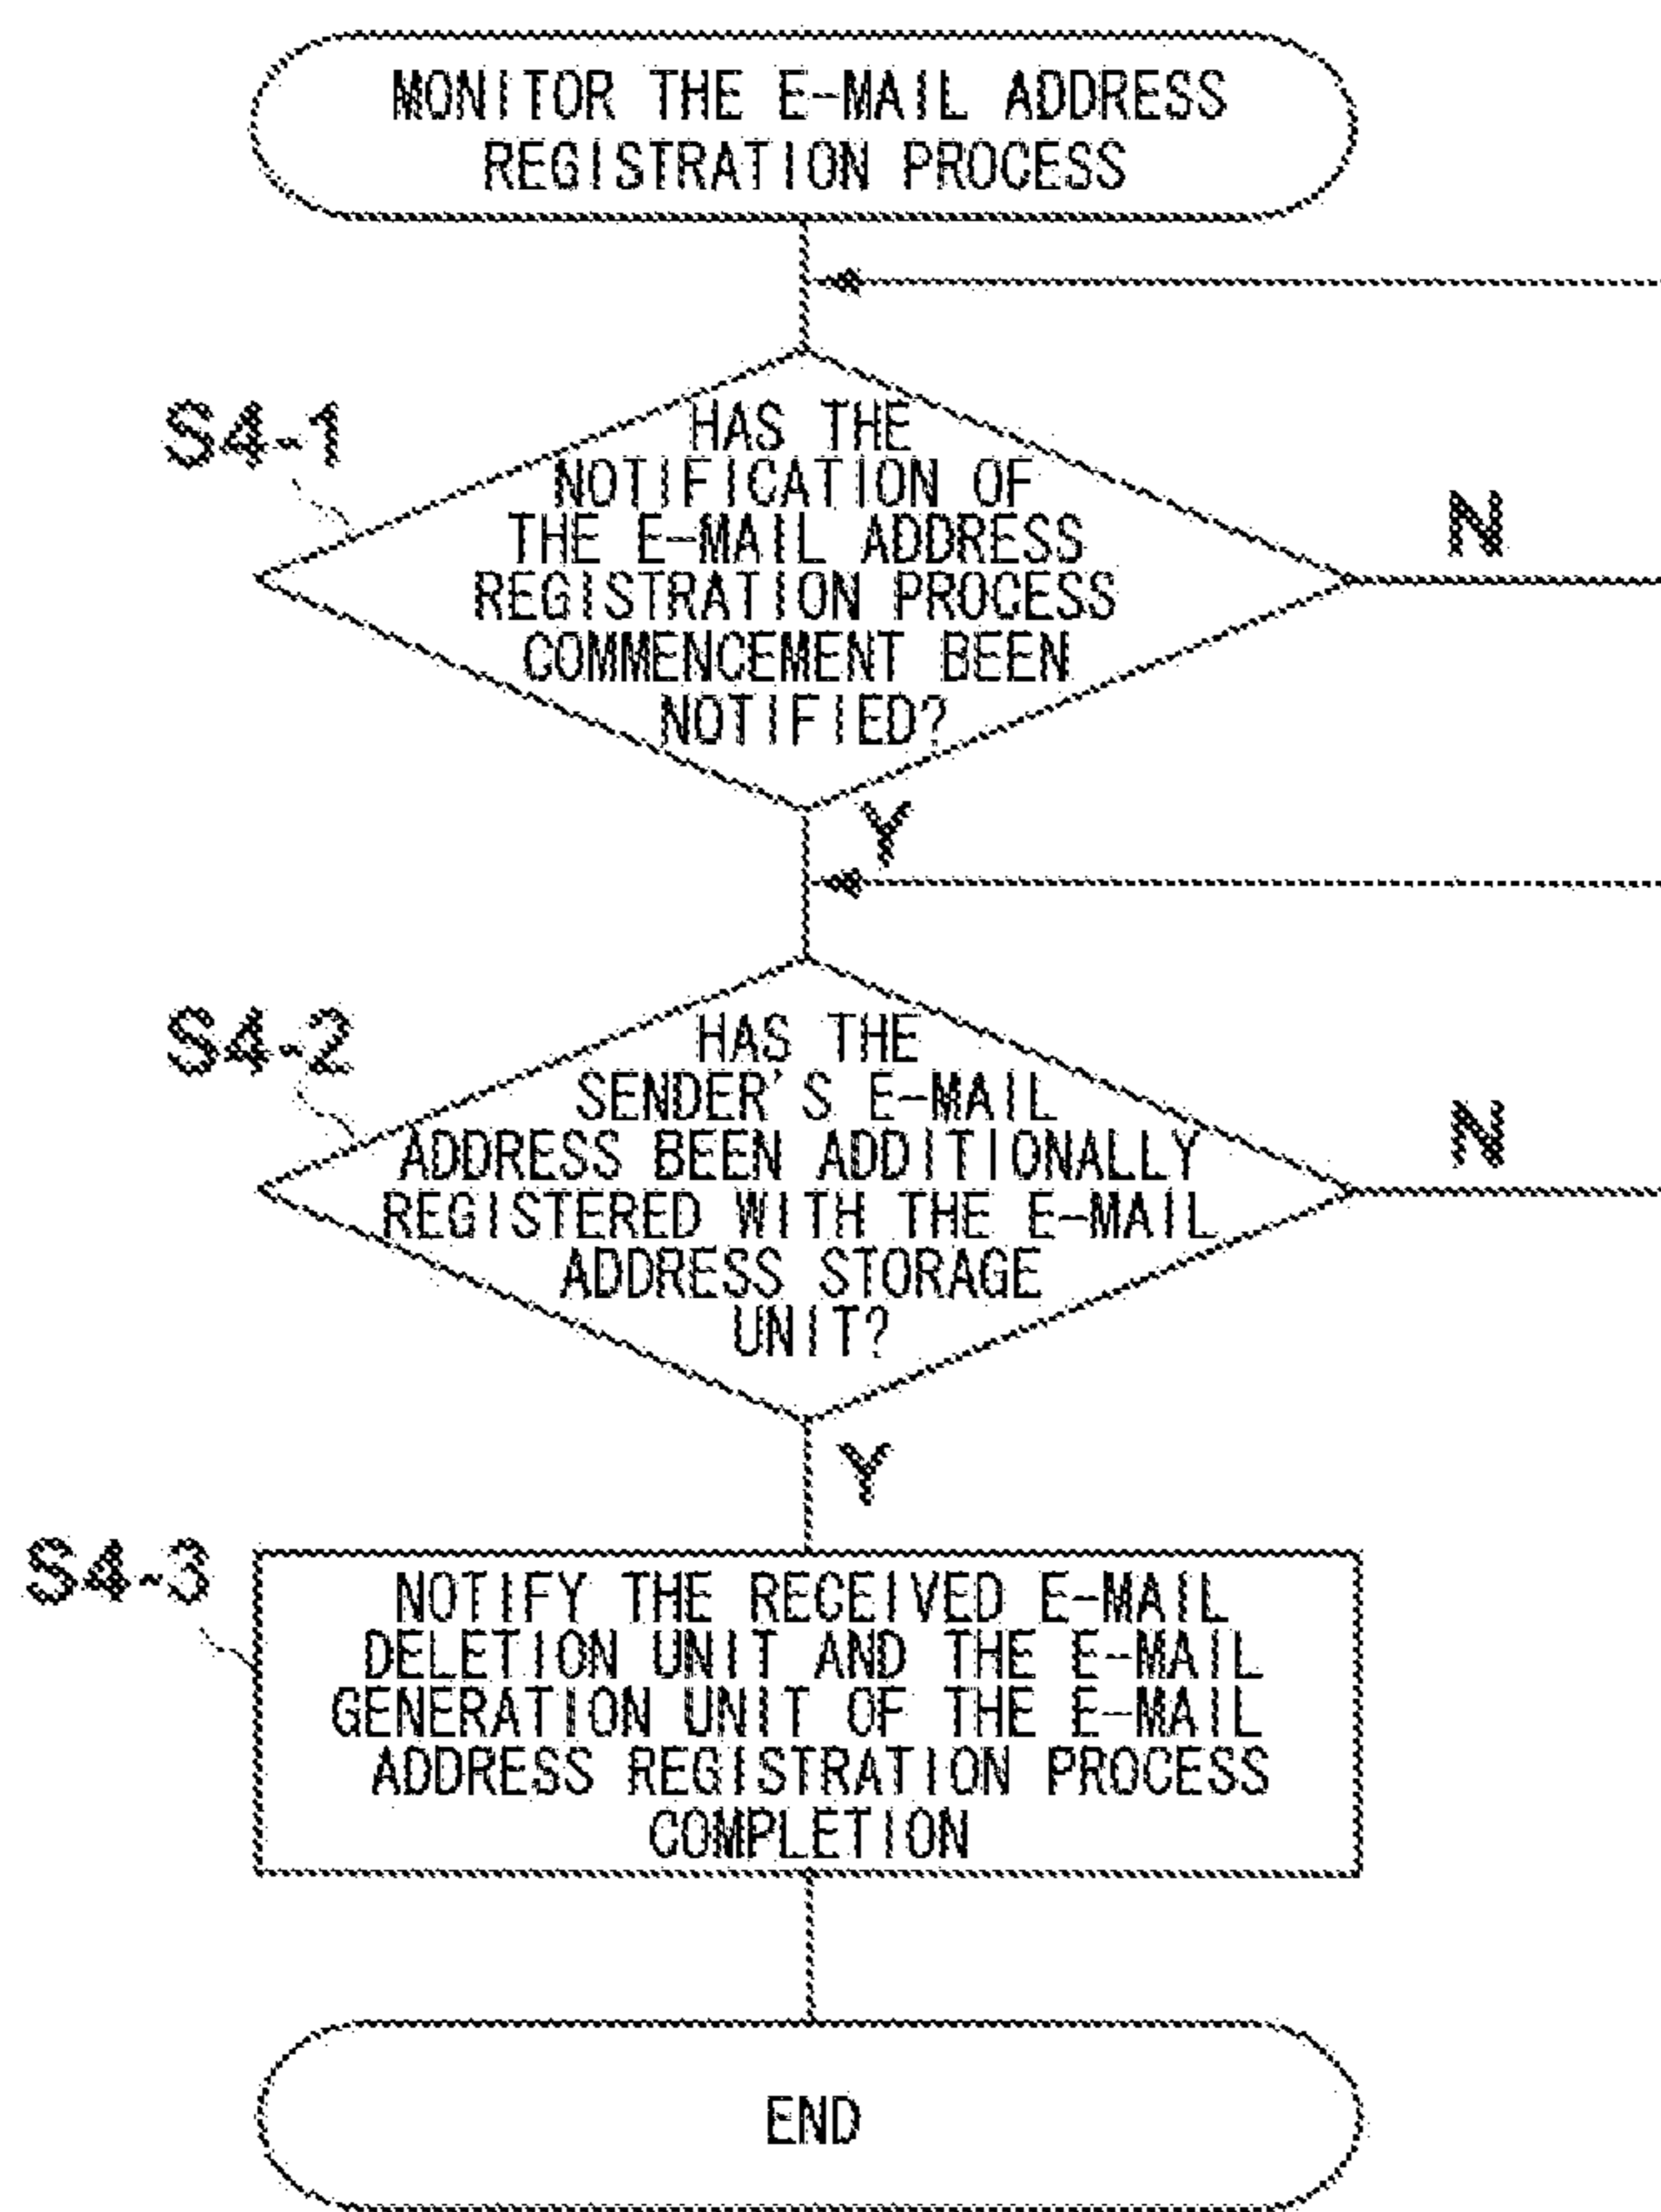 MONITOR THE E-MAIL ADDRESS
REGISTRATION PROCESS
S4-1
HAS THE
NOTIFICATION OF
THE E-MAIL ADDRESS
REGISTRATION PROCESS
COMMENCEMENT BEEN
NOTIFIED?
N
Y
S4-2
HAS THE
SENDER'S E-MAIL
ADDRESS BEEN ADDITIONALLY
REGISTERED WITH THE E-MAIL
ADDRESS STORAGE
UNIT?
N
Y
S4-3
NOTIFY THE RECEIVED E-MAIL
DELETION UNIT AND THE E-MAIL
GENERATION UNIT OF THE E-MAIL
ADDRESS REGISTRATION PROCESS
COMPLETION
END